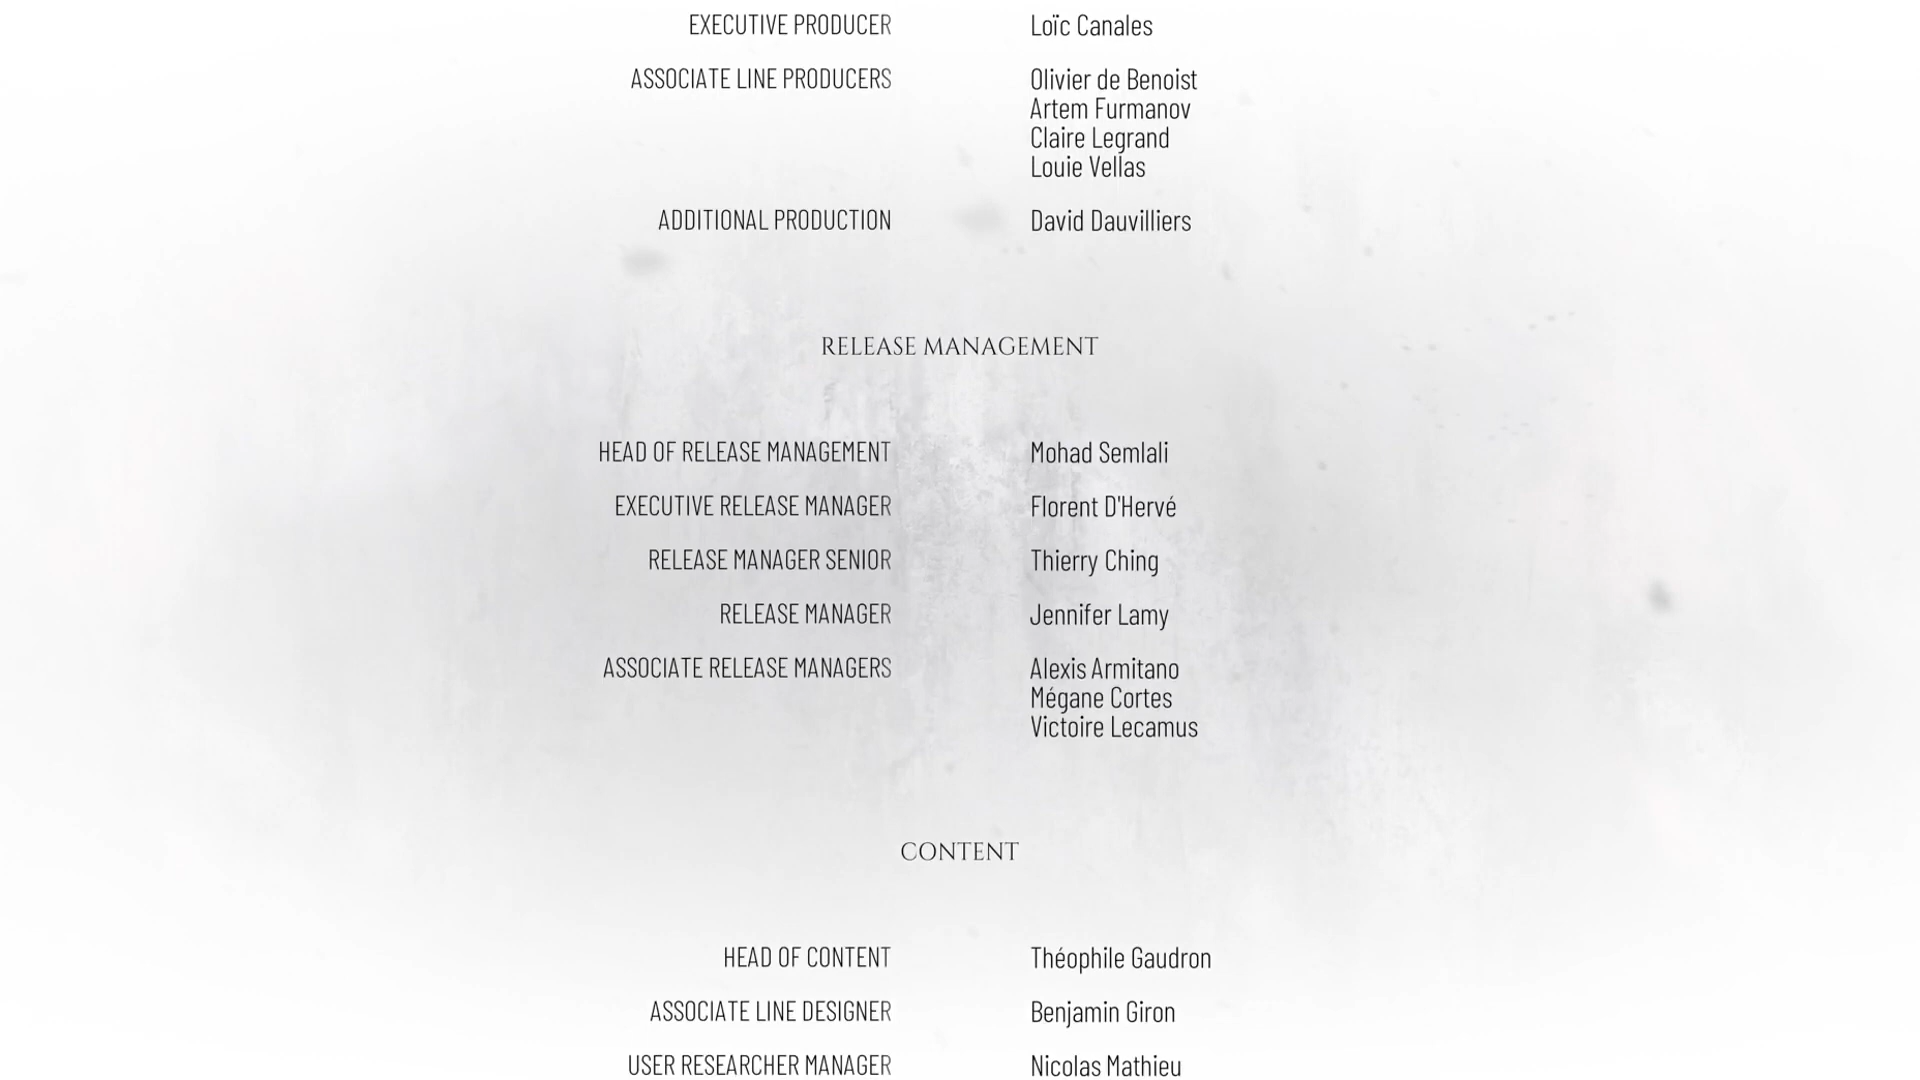 EXECUTIVE PRODUCER Loïc Canales
ASSOCIATE LINE PRODUCERS Olivier de Benoist
Artem Furmanov
Claire Legrand
Louie Vellas
ADDITIONAL PRODUCTION David Dauvilliers
RELEASE MANAGEMENT
HEAD OF RELEASE MANAGEMENT Mohad Semlali
EXECUTIVE RELEASE MANAGER Florent D'Hervé
RELEASE MANAGER SENIOR Thierry Ching
RELEASE MANAGER Jennifer Lamy
ASSOCIATE RELEASE MANAGERS Alexis Armitano
Mégane Cortes
Victoire Lecamus
CONTENT
HEAD OF CONTENT Théophile Gaudron
ASSOCIATE LINE DESIGNER Benjamin Giron
USER RESEARCHER MANAGER Nicolas Mathieu